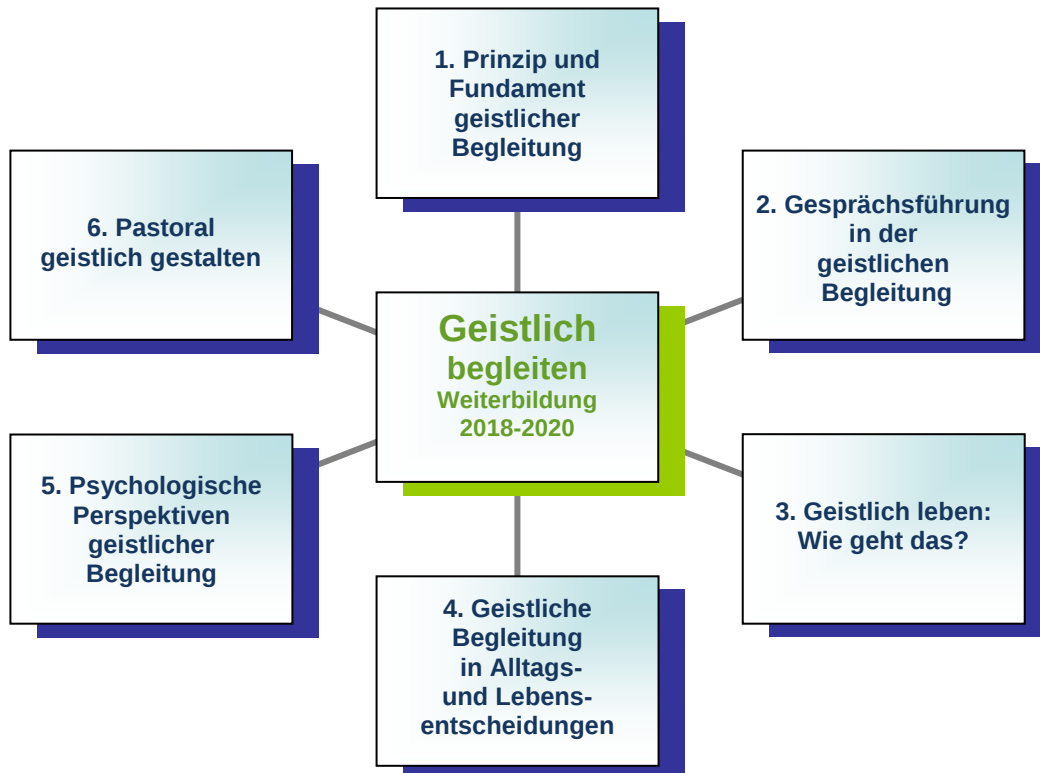 1. Prinzip und
Fundament
geistlicher
Begleitung
2. Gesprächsführung
in der
geistlichen
Begleitung
3. Geistlich leben:
Wie geht das?
4. Geistliche
Begleitung
in Alltags-
und Lebens-
entscheidungen
5. Psychologische
Perspektiven
geistlicher
Begleitung
6. Pastoral
geistlich gestalten
Geistlich
begleiten
Weiterbildung
2018-2020